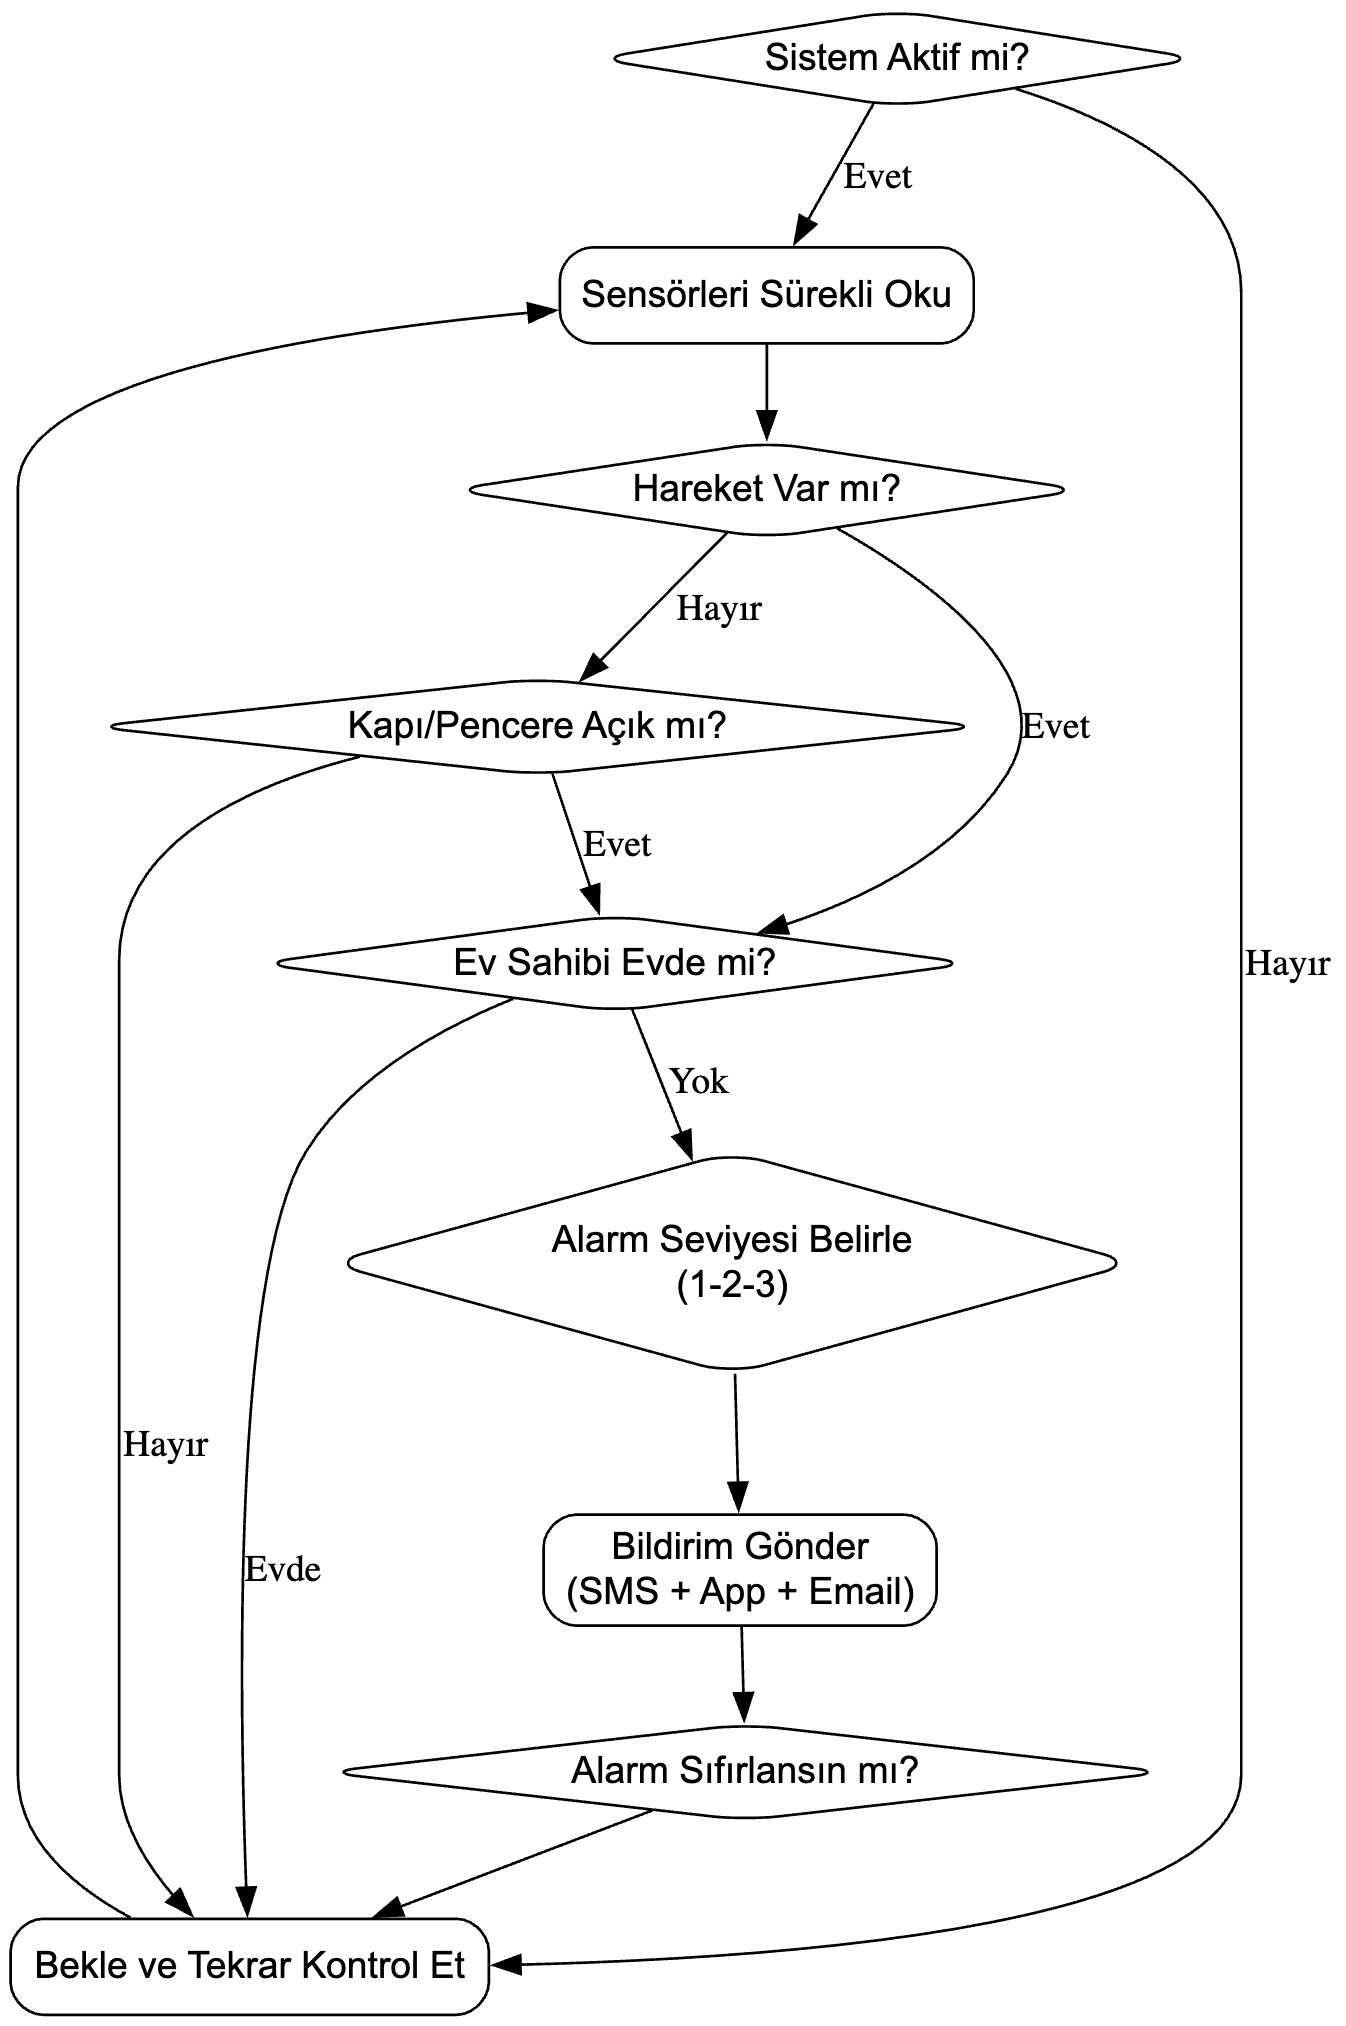 Sistem Aktif mi?
Evet
Sensörleri Sürekli Oku
Hareket Var mı?
Hayır
Kapı/Pencere Açık mı?
Evet
Evet
Ev Sahibi Evde mi?
Hayır
Yok
Alarm Seviyesi Belirle
(1-2-3)
Hayır
Bildirim Gönder
(SMS + App + Email)
Evde
Alarm Sıfırlansın mı?
Bekle ve Tekrar Kontrol Et